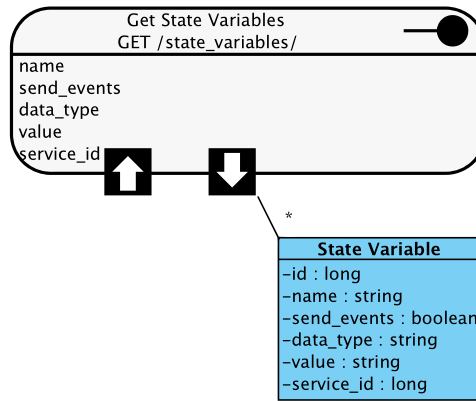 Get State Variables
GET /state_variables/
name
send_events
data_type
value
service_id
*
State Variable
-id : long
-name : string
-send_events : boolean
-data_type : string
-value : string
-service_id : long